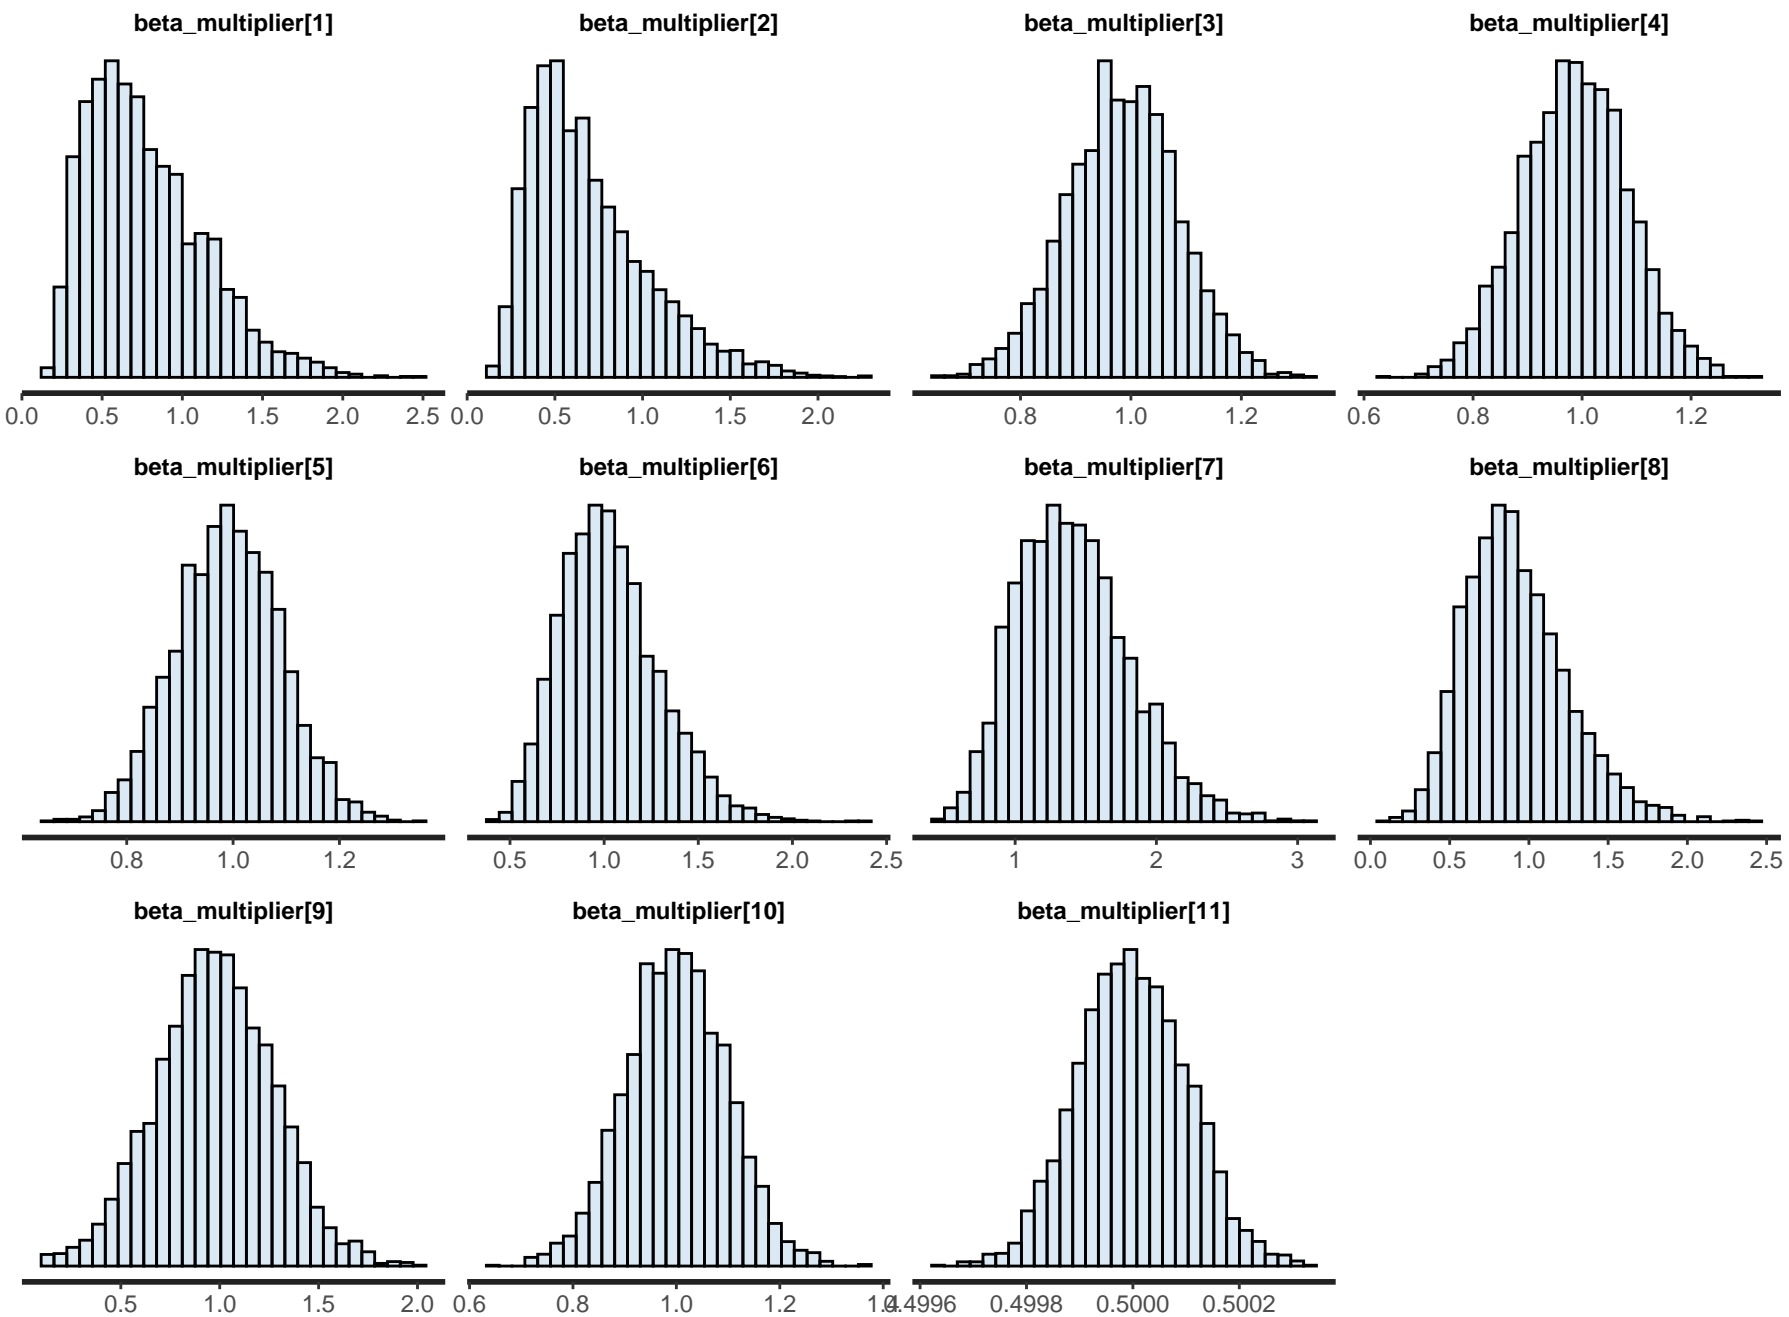 beta_multiplier[1] beta_multiplier[2] beta_multiplier[3] beta_multiplier[4]
0.0 0.5 1.0 1.5 2.0 2.5 0.0 0.5 1.0 1.5 2.0 0.8 1.0 1.2 0.6 0.8 1.0 1.2
beta_multiplier[5] beta_multiplier[6] beta_multiplier[7] beta_multiplier[8]
0.8 1.0 1.2 0.5 1.0 1.5 2.0 2.5 1 2 3 0.0 0.5 1.0 1.5 2.0 2.5
beta_multiplier[9] beta_multiplier[10] beta_multiplier[11]
0.5 1.0 1.5 2.0 0.6 0.8 1.0 1.2 1.4 0.4996 0.4998 0.5000 0.5002